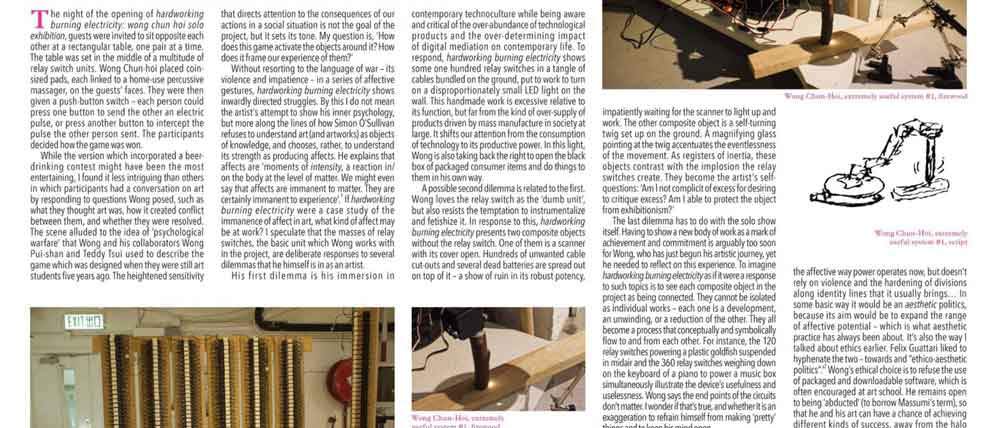 The night of the opening of hardworking
burning electricity: wong chun hoi solo
exhibition, guests were invited to sit opposite each
other at a rectangular table, one pair at a time.
The table was set in the middle of a multitude of
relay switch units. Wong Chun-hoi placed coin-
sized pads, each linked to a home-use percussive
massager, on the guests' faces. They were then
given a push-button switch – each person could
press one button to send the other an electric
pulse, or press another button to intercept the
pulse the other person sent. The participants
decided how the game was won.
While the version which incorporated a beer-
drinking contest might have been the most
entertaining, I found it less intriguing than others
in which participants had a conversation on art
by responding to questions Wong posed, such as
what they thought art was, how it created conflict
between them, and whether they were resolved.
The scene alluded to the idea of 'psychological
warfare' that Wong and his collaborators Wong
Pui-shan and Teddy Tsui used to describe the
game which was designed when they were still art
students five years ago. The heightened sensitivity
that directs attention to the consequences of our
actions in a social situation is not the goal of the
project, but it sets its tone. My question is, 'How
does this game activate the objects around it? How
does it frame our experience of them?'
Without resorting to the language of war – its
violence and impatience – in a series of affective
gestures, hardworking burning electricity shows
inwardly directed struggles. By this I do not mean
the artist's attempt to show his inner psychology,
but more along the lines of how Simon O'Sullivan
refuses to understand art (and artworks) as objects
of knowledge, and chooses, rather, to understand
its strength as producing affects. He explains that
affects are 'moments of intensity, a reaction in/
on the body at the level of matter. We might even
say that affects are immanent to matter. They are
certainly immanent to experience'.¹ If hardworking
burning electricity were a case study of the
immanence of affect in art, what kind of affect may
be at work? I speculate that the masses of relay
switches, the basic unit which Wong works with
in the project, are deliberate responses to several
dilemmas that he himself is in as an artist.
His first dilemma is his immersion in
contemporary technoculture while being aware
and critical of the over-abundance of technological
products and the over-determining impact
of digital mediation on contemporary life. To
respond, hardworking burning electricity shows
some one hundred relay switches in a tangle of
cables bundled on the ground, put to work to turn
on a disproportionately small LED light on the
wall. This handmade work is excessive relative to
its function, but far from the kind of over-supply of
products driven by mass manufacture in society at
large. It shifts our attention from the consumption
of technology to its productive power. In this light,
Wong is also taking back the right to open the black
box of packaged consumer items and do things to
them in his own way.
A possible second dilemma is related to the first.
Wong loves the relay switch as the 'dumb unit',
but also resists the temptation to instrumentalize
and fetishize it. In response to this, hardworking
burning electricity presents two composite objects
without the relay switch. One of them is a scanner
with its cover open. Hundreds of unwanted cable
cut-outs and several dead batteries are spread out
on top of it – a show of ruin in its robust potency,
Wong Chun-Hoi, extremely useful system #1, firewood
impatiently waiting for the scanner to light up and
work. The other composite object is a self-turning
twig set up on the ground. A magnifying glass
pointing at the twig accentuates the eventlessness
of the movement. As registers of inertia, these
objects contrast with the implosion the relay
switches create. They become the artist's self-
questions: 'Am I not complicit of excess for desiring
to critique excess? Am I able to protect the object
from exhibitionism?'
The last dilemma has to do with the solo show
itself. Having to show a new body of work as a mark of
achievement and commitment is arguably too soon
for Wong, who has just begun his artistic journey, yet
he needed to reflect on this experience. To imagine
hardworking burning electricity as if it were a response
to such topics is to see each composite object in the
project as being connected. They cannot be isolated
as individual works – each one is a development,
an unwinding, or a reduction of the other. They all
become a process that conceptually and symbolically
flow to and from each other. For instance, the 120
relay switches powering a plastic goldfish suspended
in midair and the 360 relay switches weighing down
on the keyboard of a piano to power a music box
simultaneously illustrate the device's usefulness and
uselessness. Wong says the end points of the circuits
don't matter. I wonder if that's true, and whether it is an
exaggeration to refrain himself from making 'pretty'
things and to keep his mind open.
Wong Chun-Hoi, extremely
useful system #1, script
the affective way power operates now, but doesn't
rely on violence and the hardening of divisions
along identity lines that it usually brings... In
some basic way it would be an aesthetic politics,
because its aim would be to expand the range
of affective potential – which is what aesthetic
practice has always been about. It's also the way I
talked about ethics earlier. Felix Guattari liked to
hyphenate the two – towards and "ethico-aesthetic
politics".² Wong's ethical choice is to refuse the use
of packaged and downloadable software, which is
often encouraged at art school. He remains open
to being 'abducted' (to borrow Massumi's term), so
that he and his art can have a chance of achieving
different kinds of success, away from the halo
EXIT 出口
Wong Chun-Hoi, extremely
useful system #1, firewood